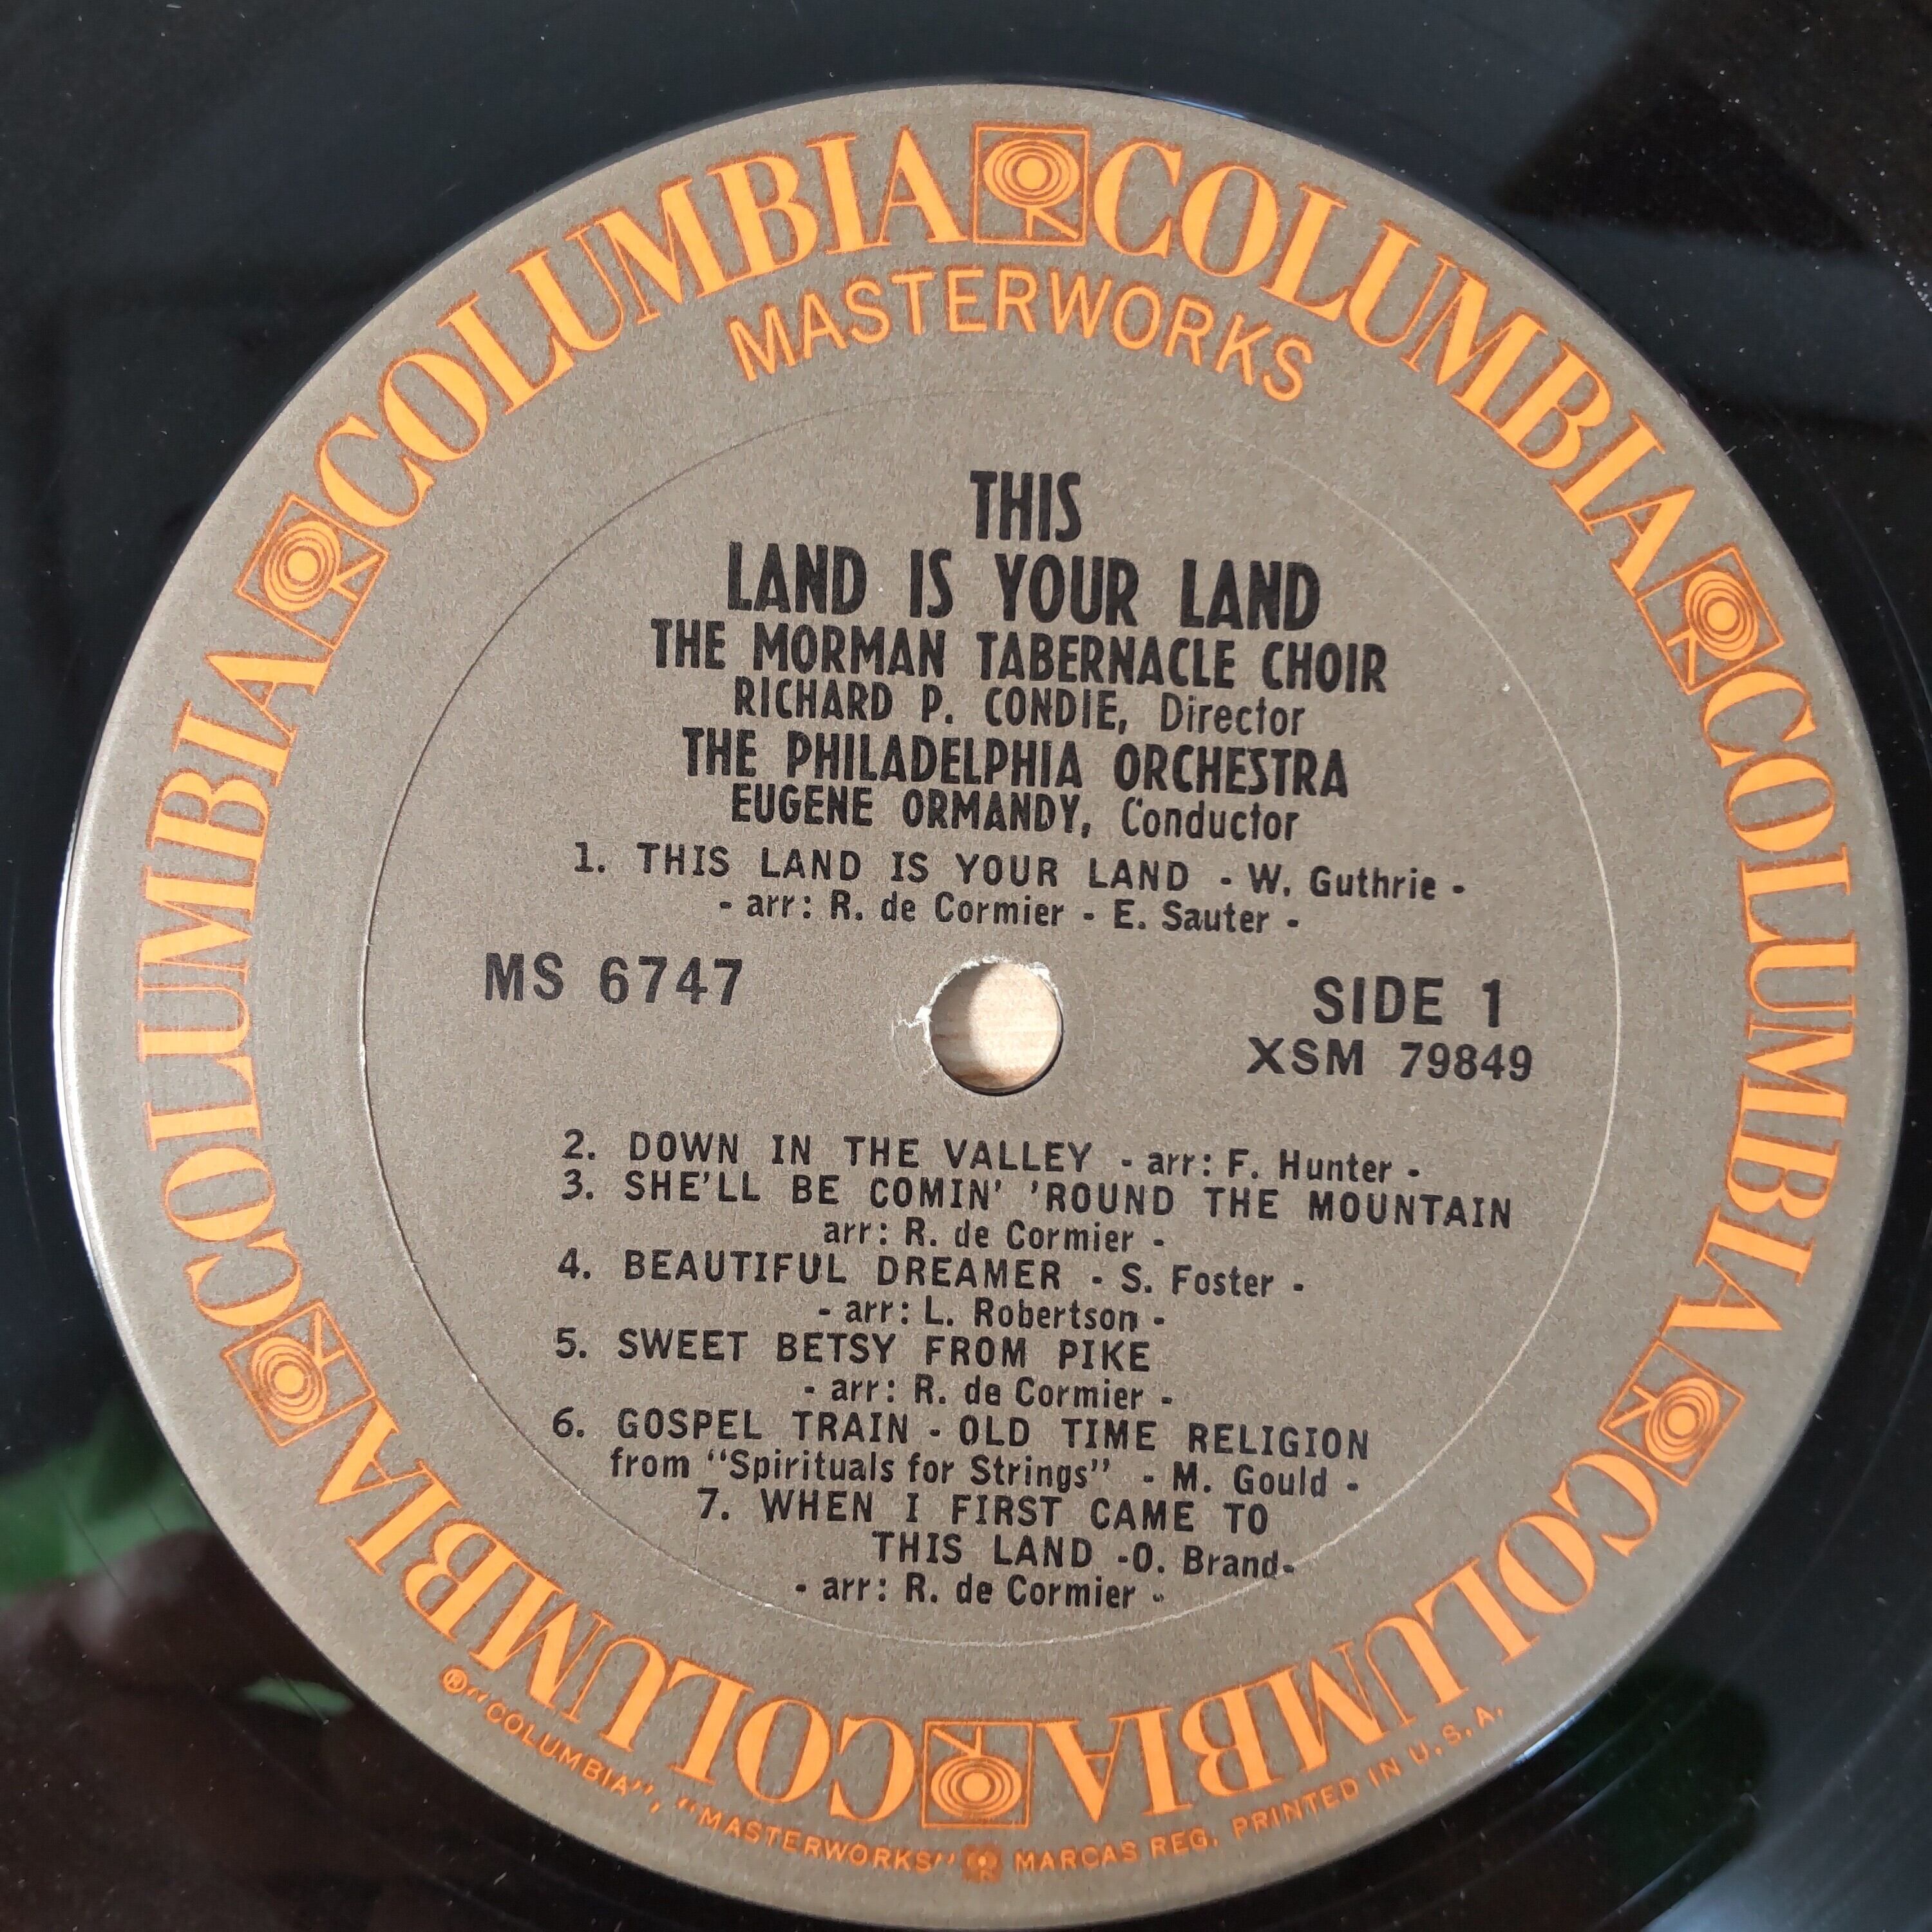 COLUMBIA COLUMBIA COLUMBIA COLUMBIA COLUMBIA COLUMBIA
MASTERWORKS
THIS
LAND IS YOUR LAND
THE MORMAN TABERNACLE CHOIR
RICHARD P. CONDIE, Director
THE PHILADELPHIA ORCHESTRA
EUGENE ORMANDY, Conductor
1. THIS LAND IS YOUR LAND - W. Guthrie -
- arr: R. de Cormier - E. Sauter -
MS 6747
SIDE 1
XSM 79849
2. DOWN IN THE VALLEY - arr: F. Hunter -
3. SHE'LL BE COMIN' 'ROUND THE MOUNTAIN
arr: R. de Cormier -
4. BEAUTIFUL DREAMER - S. Foster -
- arr: L. Robertson -
5. SWEET BETSY FROM PIKE
- arr: R. de Cormier -
6. GOSPEL TRAIN - OLD TIME RELIGION
from "Spirituals for Strings" - M. Gould -
7. WHEN I FIRST CAME TO
THIS LAND -O. Brand-
- arr: R. de Cormier -
® "COLUMBIA", "MASTERWORKS" MARCAS REG. PRINTED IN U.S.A.